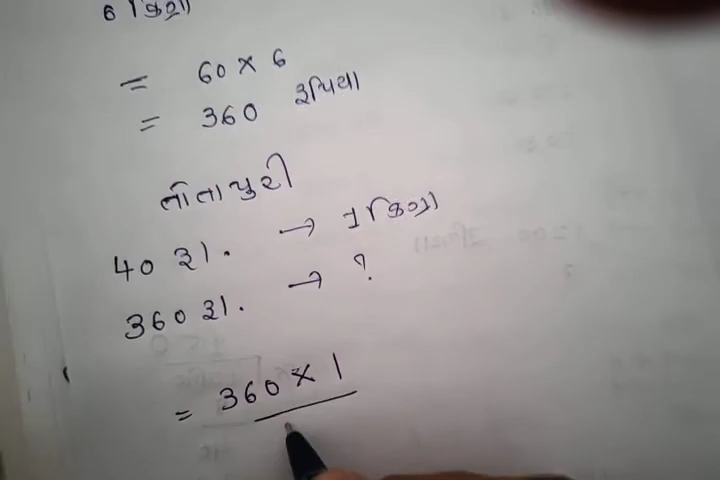 6 કિગ્રા
= 60 × 6
= 360 રૂપિયા
તોતાપુરી
40 રૂા. → 1 કિગ્રા
360 રૂા. → ?
= 360 × 1